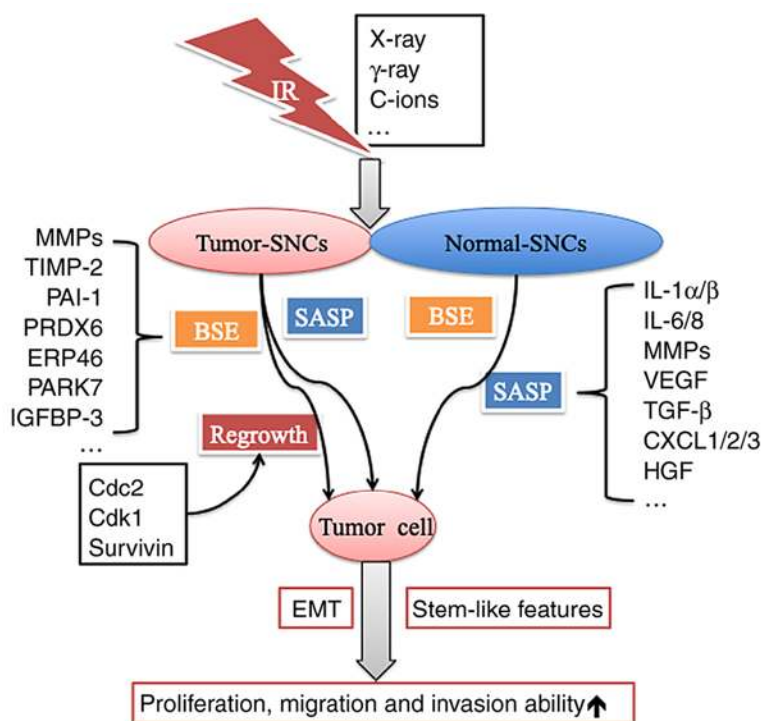 IR
X-ray
γ-ray
C-ions
...
Tumor-SNCs
Normal-SNCs
MMPs
TIMP-2
PAI-1
PRDX6
ERP46
PARK7
IGFBP-3
...
BSE
SASP
BSE
SASP
IL-1α/β
IL-6/8
MMPs
VEGF
TGF-β
CXCL1/2/3
HGF
...
Regrowth
Cdc2
Cdk1
Survivin
Tumor cell
EMT
Stem-like features
Proliferation, migration and invasion ability↑